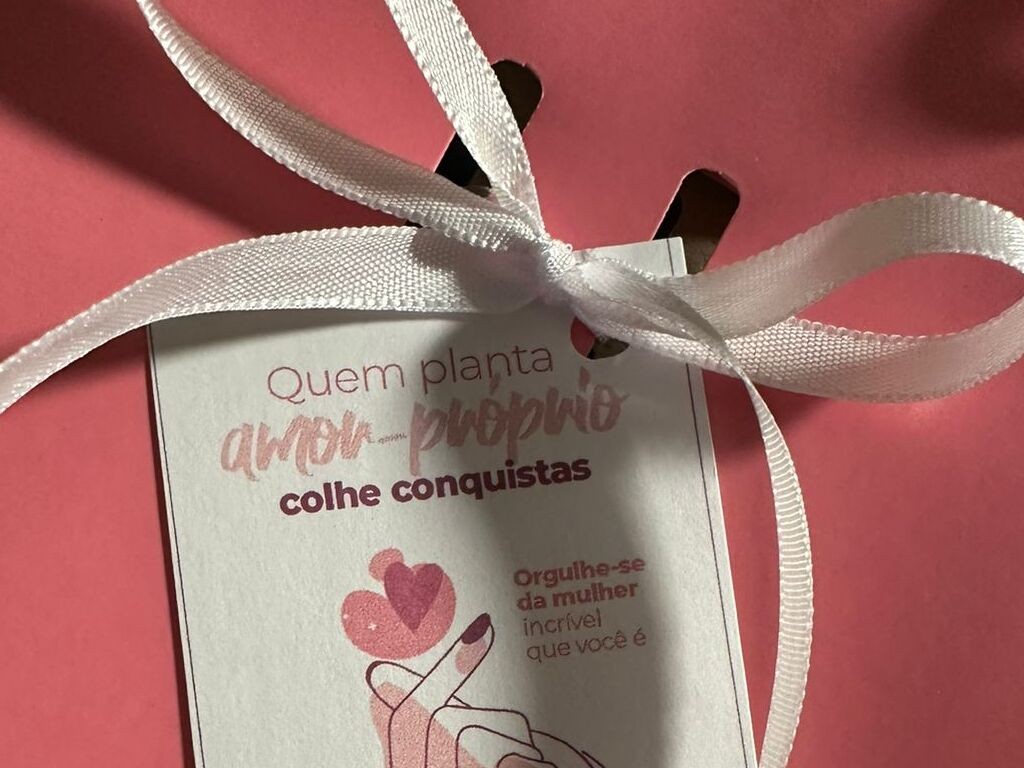 Quem planta
amor-próprio
colhe conquistas
Orgulhe-se
da mulher
incrível
que você é